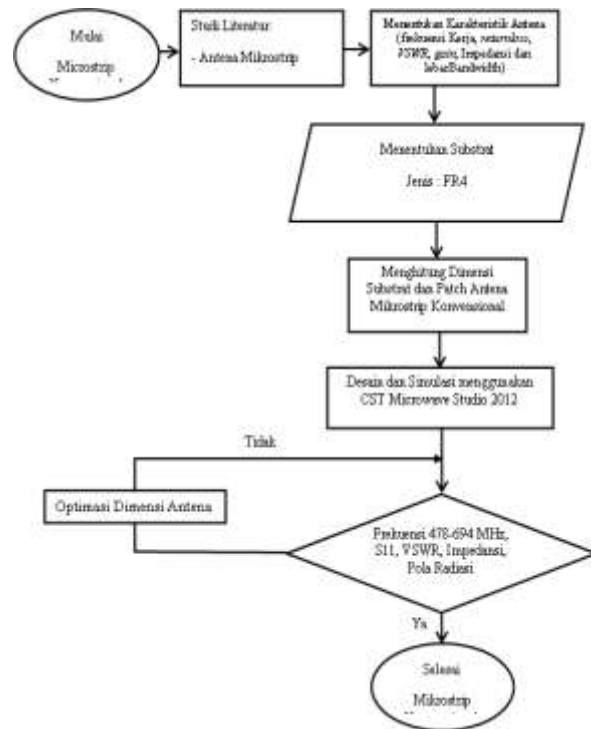 Mulai
Microstrip
Studi Literatur
- Antena Mikrostrip
Menentukan Karakteristik Antena
(frekuensi Kerja, returnloss,
VSWR, gain, Impedansi dan
lebarBandwidth)
Menentukan Substrat
Jenis : FR4
Menghitung Dimensi
Substrat dan Patch Antena
Mikrostrip Konvensional
Desain dan Simulasi menggunakan
CST Microwave Studio 2012
Tidak
Optimasi Dimensi Antena
Frekuensi 478-694 MHz,
S11, VSWR, Impedansi,
Pola Radiasi
Ya
Selesai
Mikrostrip